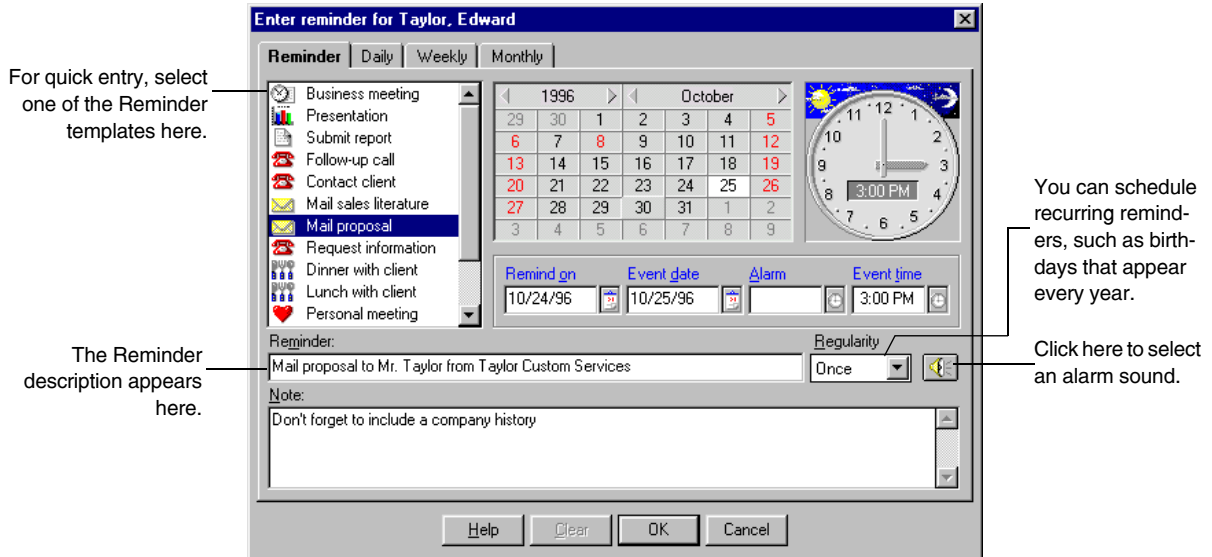 Enter reminder for Taylor, Edward
Reminder Daily Weekly Monthly
For quick entry, select
one of the Reminder
templates here.
Business meeting
Presentation
Submit report
Follow-up call
Contact client
Mail sales literature
Mail proposal
Request information
Dinner with client
Lunch with client
Personal meeting
1996 October
29 30 1 2 3 4 5
6 7 8 9 10 11 12
13 14 15 16 17 18 19
20 21 22 23 24 25 26
27 28 29 30 31 1 2
3 4 5 6 7 8 9
12
11 1
10 2
9 3
8 3:00 PM 4
7 6 5
You can schedule
recurring remind-
ers, such as birth-
days that appear
every year.
Remind on Event date Alarm Event time
10/24/96 10/25/96 3:00 PM
Reminder: Regularity
Mail proposal to Mr. Taylor from Taylor Custom Services Once
The Reminder
description appears
here.
Click here to select
an alarm sound.
Note:
Don't forget to include a company history
Help Clear OK Cancel